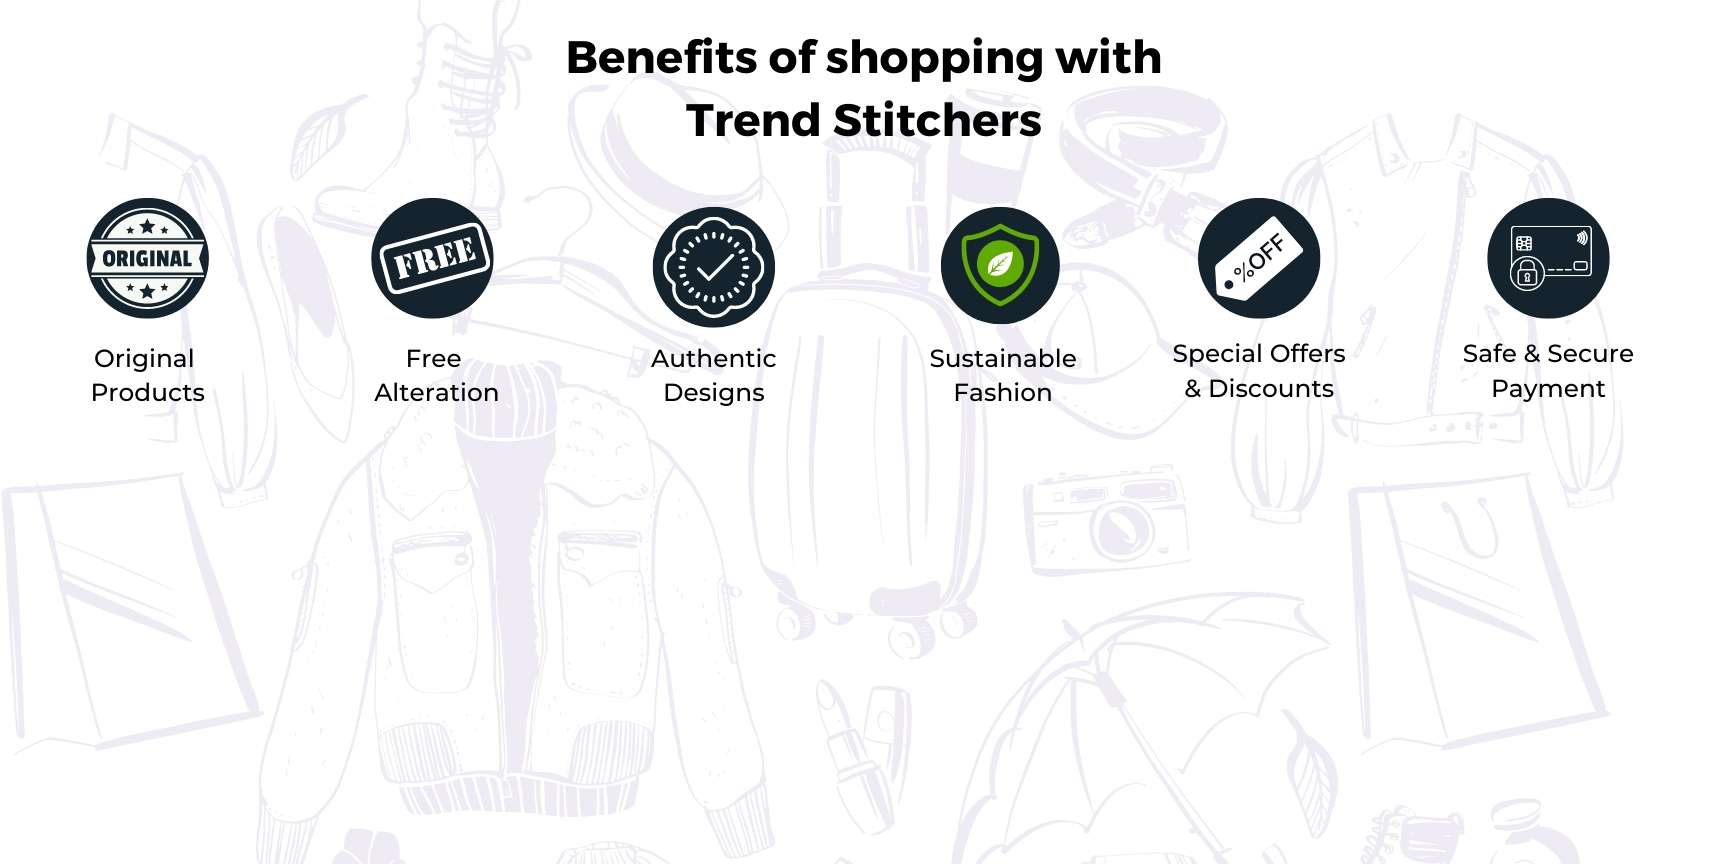 Benefits of shopping with
Trend Stitchers
ORIGINAL
FREE
%OFF
Original
Products
Free
Alteration
Authentic
Designs
Sustainable
Fashion
Special Offers
& Discounts
Safe & Secure
Payment